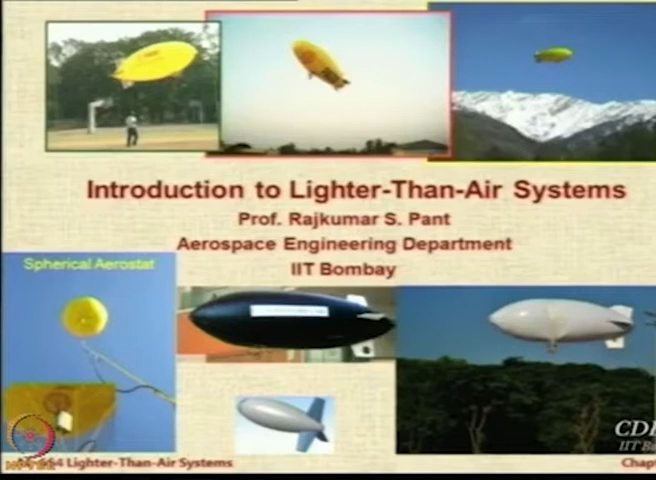 Introduction to Lighter-Than-Air Systems
Prof. Rajkumar S. Pant
Aerospace Engineering Department
IIT Bombay
Spherical Aerostat
NPTEL
Lighter-Than-Air Systems